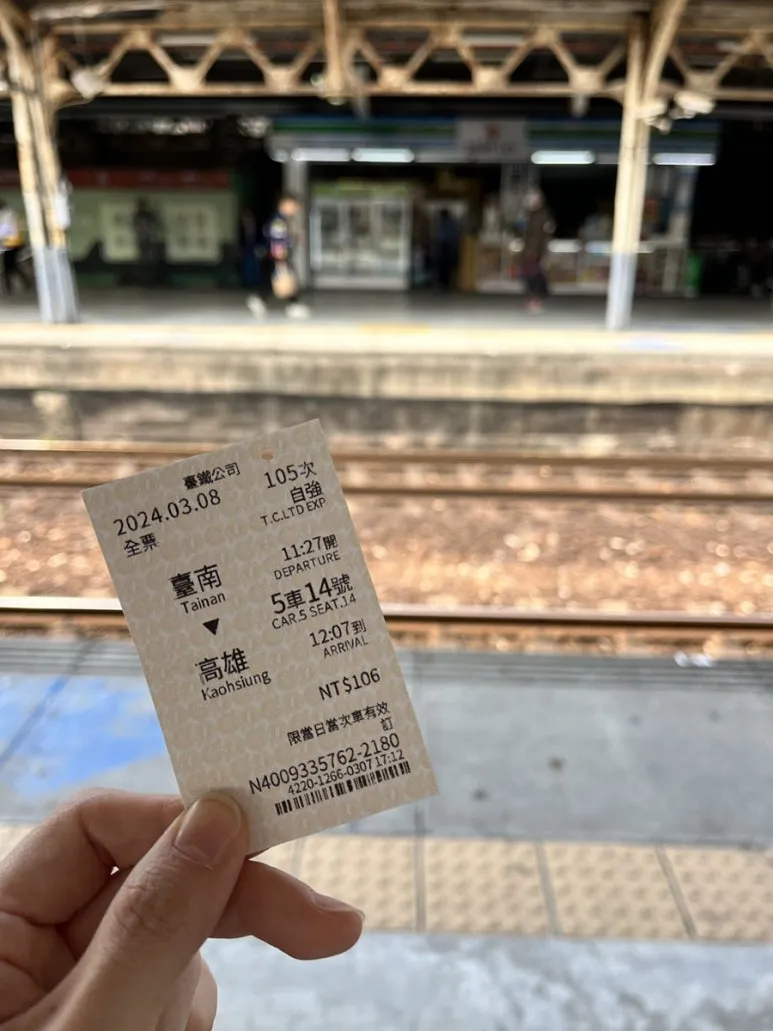 臺鐵公司
2024.03.08
105次
全票
自強
T.C.LTD EXP
11:27開
DEPARTURE
臺南
Tainan
5車14號
CAR.5 SEAT.14
▼
12:07到
ARRIVAL
高雄
Kaohsiung
NT$106
限當日當次車有效
訂
N4009335762-2180
4220-1266-0307 17:12